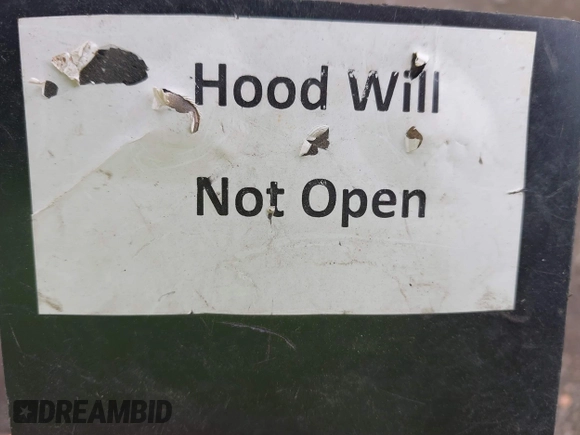 Hood Will
Not Open
DREAMBID